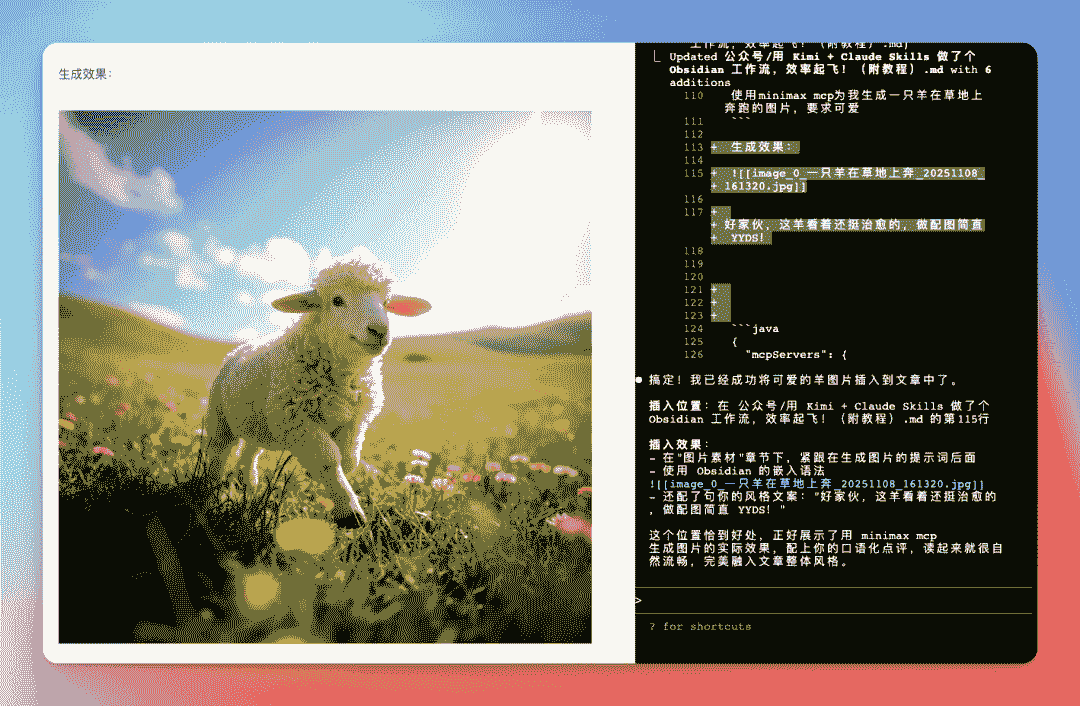 生成效果：
工作流，效率起飞！（附教程）.md)
Updated 公众号/用 Kimi + Claude Skills 做了个
Obsidian 工作流，效率起飞！（附教程）.md with 6
additions
110 使用minimax mcp为我生成一只羊在草地上
奔跑的图片，要求可爱
111 ```
112
113 + 生成效果：
114
115 + ![[image_0_一只羊在草地上奔_20251108_
+ 161320.jpg]]
116
117 +
+ 好家伙，这羊看着还挺治愈的，做配图简直
+ YYDS！
118
119
120
121 +
122 +
123 +
124 ```java
125 {
126 "mcpServers": {
● 搞定！我已经成功将可爱的羊图片插入到文章中了。
插入位置：在 公众号/用 Kimi + Claude Skills 做了个
Obsidian 工作流，效率起飞！（附教程）.md 的第115行
插入效果：
- 在"图片素材"章节下，紧跟在生成图片的提示词后面
- 使用 Obsidian 的嵌入语法
![[image_0_一只羊在草地上奔_20251108_161320.jpg]]
- 还配了句你的风格文案："好家伙，这羊看着还挺治愈的
，做配图简直 YYDS！"
这个位置恰到好处，正好展示了用 minimax mcp
生成图片的实际效果，配上你的口语化点评，读起来就很自
然流畅，完美融入文章整体风格。
>
? for shortcuts